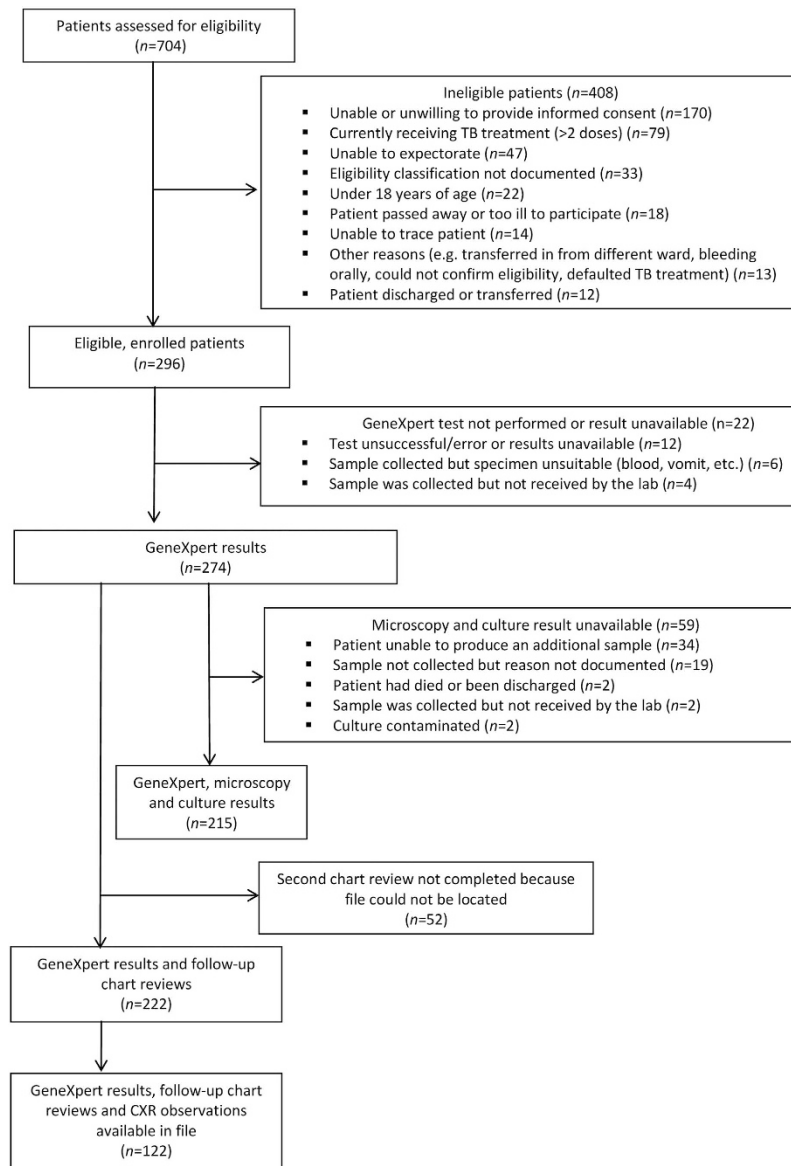 Patients assessed for eligibility
(n=704)
Ineligible patients (n=408)
▪ Unable or unwilling to provide informed consent (n=170)
▪ Currently receiving TB treatment (>2 doses) (n=79)
▪ Unable to expectorate (n=47)
▪ Eligibility classification not documented (n=33)
▪ Under 18 years of age (n=22)
▪ Patient passed away or too ill to participate (n=18)
▪ Unable to trace patient (n=14)
▪ Other reasons (e.g. transferred in from different ward, bleeding
orally, could not confirm eligibility, defaulted TB treatment) (n=13)
▪ Patient discharged or transferred (n=12)
Eligible, enrolled patients
(n=296)
GeneXpert test not performed or result unavailable (n=22)
▪ Test unsuccessful/error or results unavailable (n=12)
▪ Sample collected but specimen unsuitable (blood, vomit, etc.) (n=6)
▪ Sample was collected but not received by the lab (n=4)
GeneXpert results
(n=274)
Microscopy and culture result unavailable (n=59)
▪ Patient unable to produce an additional sample (n=34)
▪ Sample not collected but reason not documented (n=19)
▪ Patient had died or been discharged (n=2)
▪ Sample was collected but not received by the lab (n=2)
▪ Culture contaminated (n=2)
GeneXpert, microscopy
and culture results
(n=215)
Second chart review not completed because
file could not be located
(n=52)
GeneXpert results and follow-up
chart reviews
(n=222)
GeneXpert results, follow-up chart
reviews and CXR observations
available in file
(n=122)